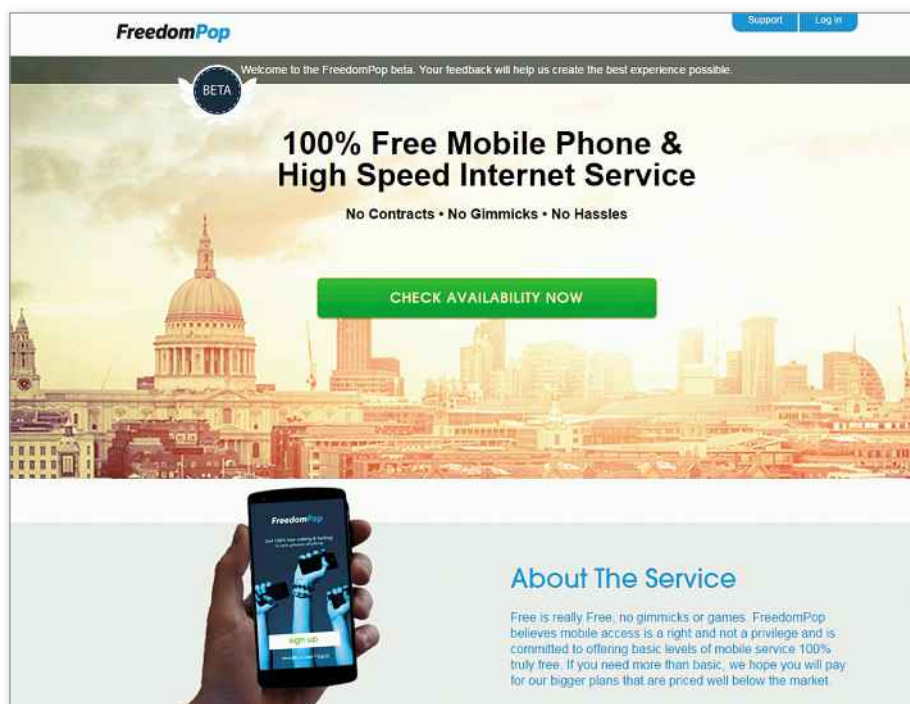 FreedomPop
Support
Log in
Welcome to the FreedomPop beta. Your feedback will help us create the best experience possible.
BETA
100% Free Mobile Phone &
High Speed Internet Service
No Contracts • No Gimmicks • No Hassles
CHECK AVAILABILITY NOW
FreedomPop
Get 100% free calling & texting
sign up
About The Service
Free is really Free, no gimmicks or games. FreedomPop
believes mobile access is a right and not a privilege and is
committed to offering basic levels of mobile service 100%
truly free. If you need more than basic, we hope you will pay
for our bigger plans that are priced well below the market.